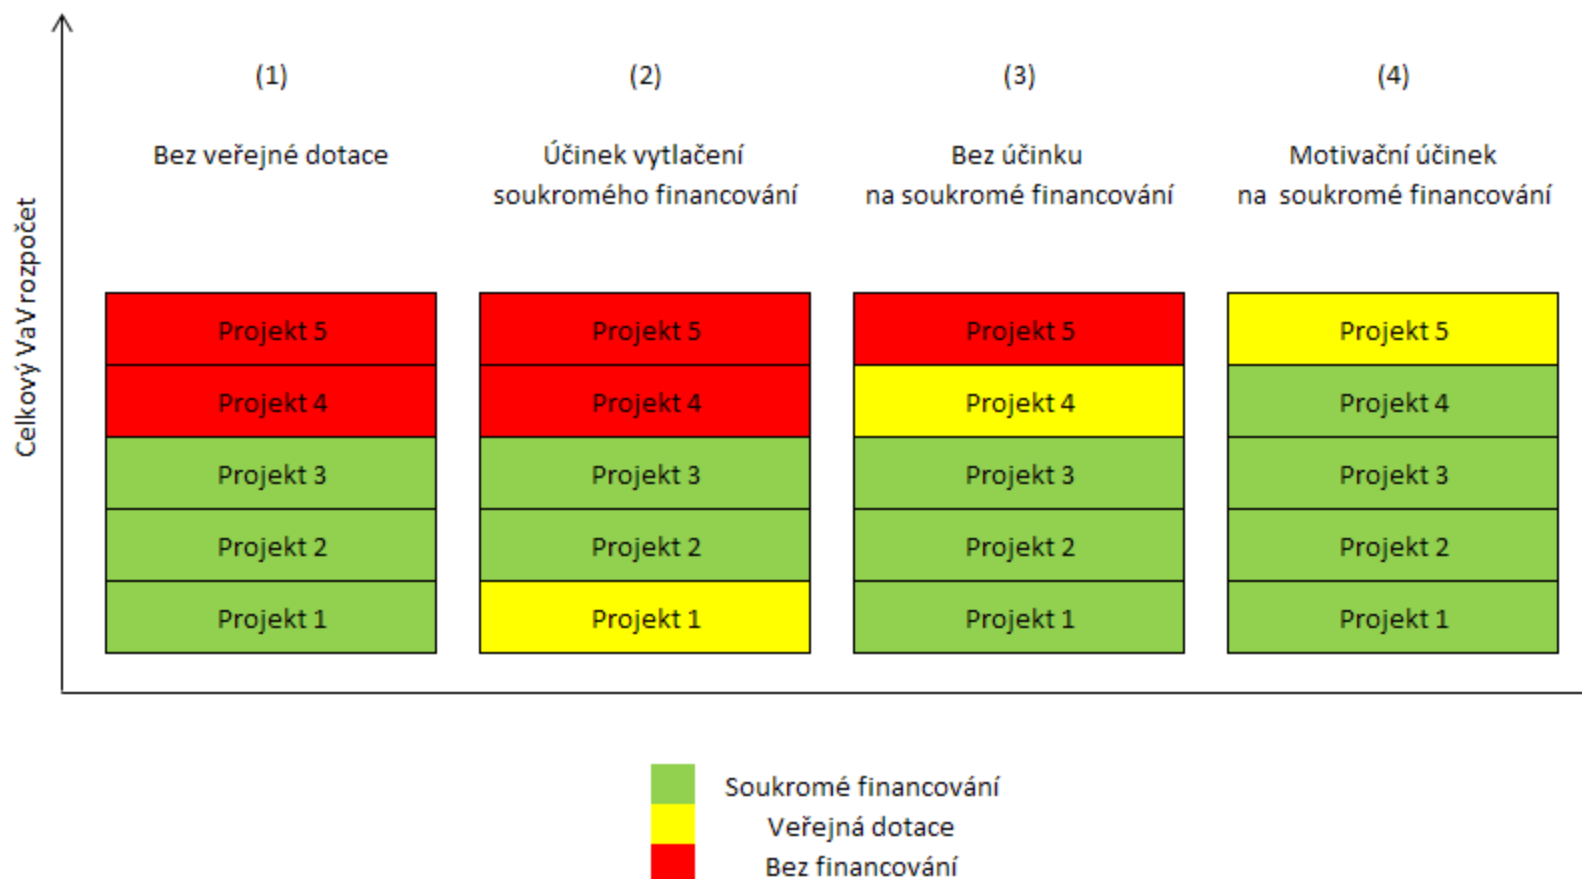 (1)
(2)
(3)
(4)
Bez veřejné dotace
Účinek vytlačení
soukromého financování
Bez účinku
na soukromé financování
Motivační účinek
na soukromé financování
Celkový VaV rozpočet
Projekt 5
Projekt 5
Projekt 5
Projekt 5
Projekt 4
Projekt 4
Projekt 4
Projekt 4
Projekt 3
Projekt 3
Projekt 3
Projekt 3
Projekt 2
Projekt 2
Projekt 2
Projekt 2
Projekt 1
Projekt 1
Projekt 1
Projekt 1
Soukromé financování
Veřejná dotace
Bez financování